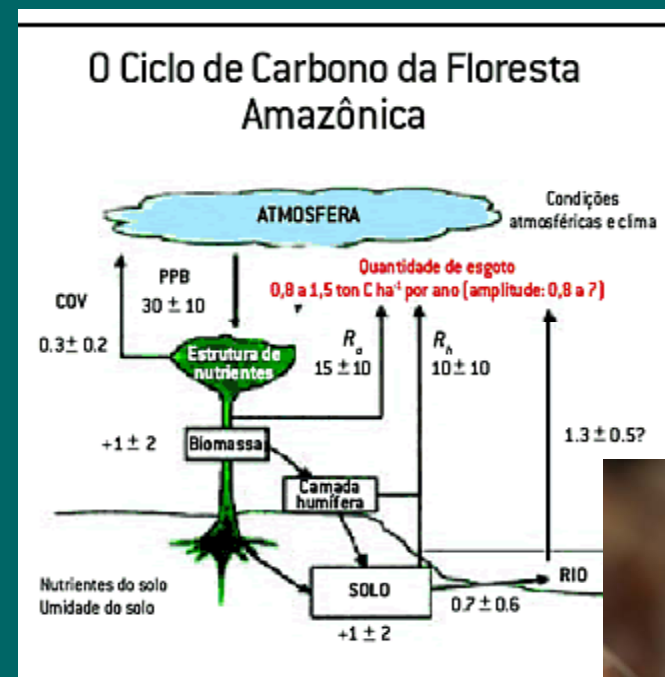 O Ciclo de Carbono da Floresta
Amazônica
ATMOSFERA
Condições
atmosféricas e clima
Quantidade de esgoto
0,8 a 1,5 ton C ha⁻¹ por ano (amplitude: 0,8 a ?)
COV
0.3± 0.2
PPB
30 ± 10
Estrutura de
nutrientes
Rₐ
15 ± 10
Rₕ
10 ± 10
1.3 ± 0.5?
+1 ± 2
Biomassa
Camada
humífera
Nutrientes do solo
Umidade do solo
SOLO
+1 ± 2
0.7 ± 0.6
RIO